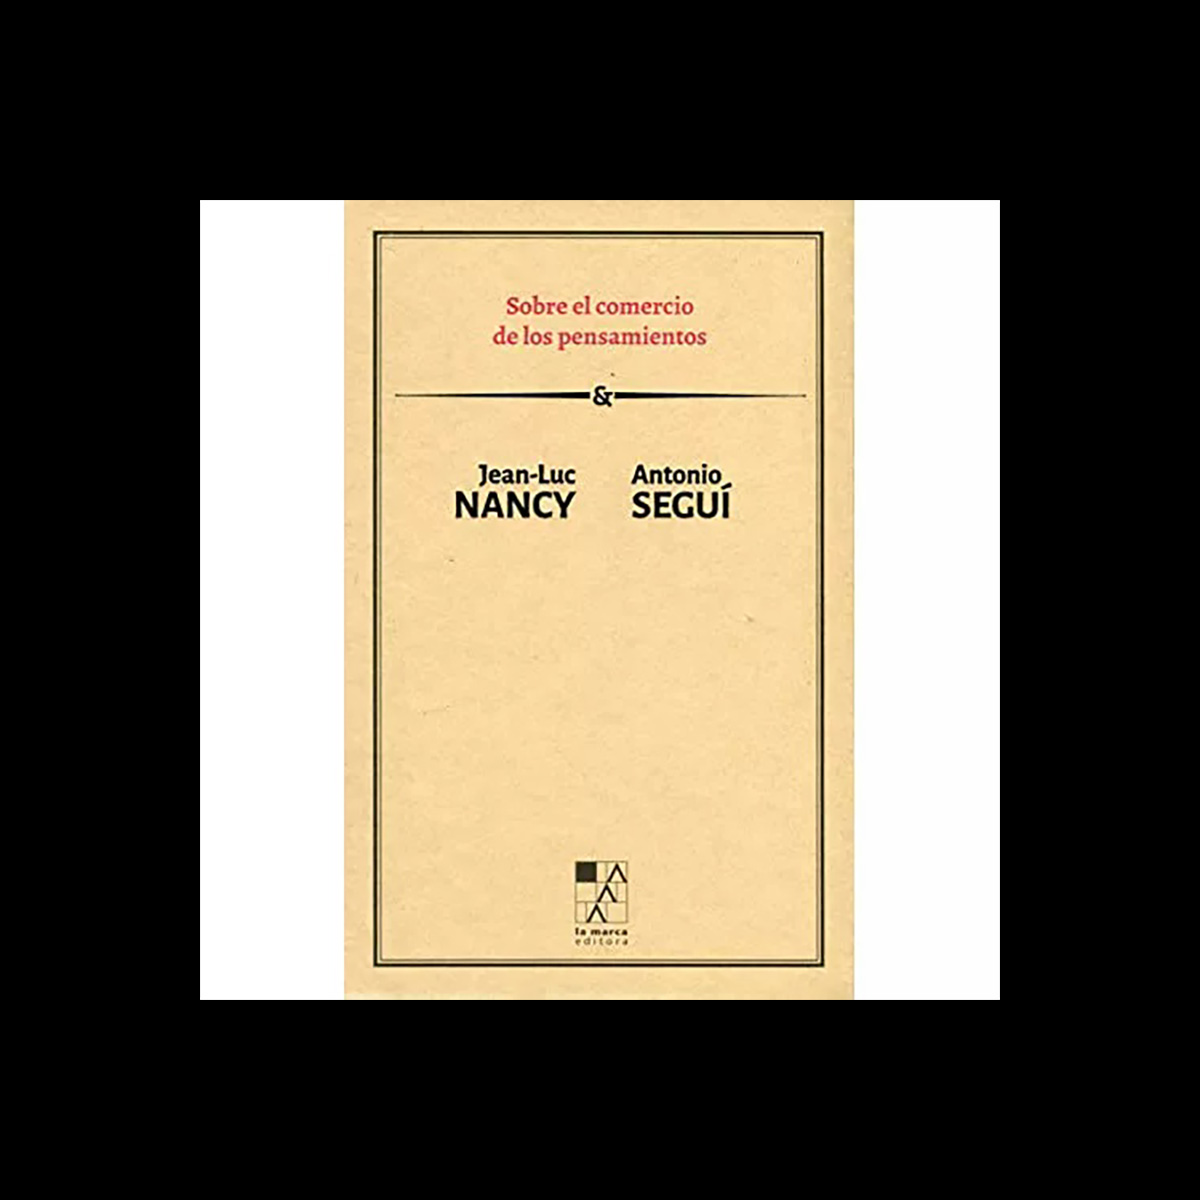 Sobre el comercio
de los pensamientos
&
Jean-Luc
NANCY
Antonio
SEGUÍ
la marca
editora